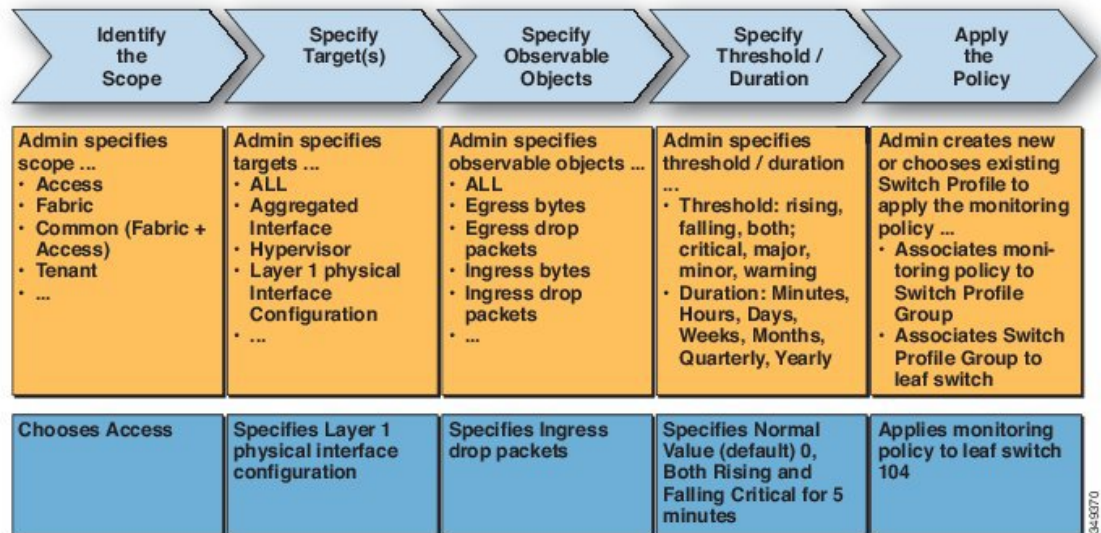 Identify
the
Scope
Specify
Target(s)
Specify
Observable
Objects
Specify
Threshold /
Duration
Apply
the
Policy
Admin specifies
scope ...
• Access
• Fabric
• Common (Fabric +
Access)
• Tenant
• ...
Admin specifies
targets ...
• ALL
• Aggregated
Interface
• Hypervisor
• Layer 1 physical
Interface
Configuration
• ...
Admin specifies
observable objects ...
• ALL
• Egress bytes
• Egress drop
packets
• Ingress bytes
• Ingress drop
packets
• ...
Admin specifies
threshold / duration
...
• Threshold: rising,
falling, both;
critical, major,
minor, warning
• Duration: Minutes,
Hours, Days,
Weeks, Months,
Quarterly, Yearly
Admin creates new
or chooses existing
Switch Profile to
apply the monitoring
policy ...
• Associates moni-
toring policy to
Switch Profile
Group
• Associates Switch
Profile Group to
leaf switch
Chooses Access
Specifies Layer 1
physical interface
configuration
Specifies Ingress
drop packets
Specifies Normal
Value (default) 0,
Both Rising and
Falling Critical for 5
minutes
Applies monitoring
policy to leaf switch
104
349370